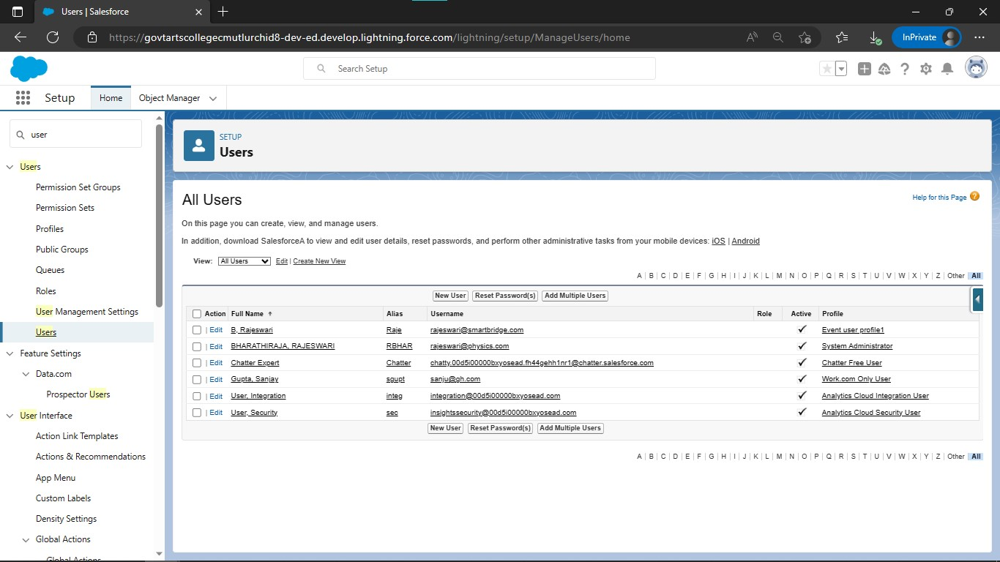 Users | Salesforce
https://govtartscollegecmutlurchid8-dev-ed.develop.lightning.force.com/lightning/setup/ManageUsers/home
InPrivate
Search Setup
Setup
Home
Object Manager
user
Users
Permission Set Groups
Permission Sets
Profiles
Public Groups
Queues
Roles
User Management Settings
Users
Feature Settings
Data.com
Prospector Users
User Interface
Action Link Templates
Actions & Recommendations
App Menu
Custom Labels
Density Settings
Global Actions
Global Actions
SETUP
Users
All Users
Help for this Page
On this page you can create, view, and manage users.
In addition, download SalesforceA to view and edit user details, reset passwords, and perform other administrative tasks from your mobile devices: iOS | Android
View: All Users Edit | Create New View
A | B | C | D | E | F | G | H | I | J | K | L | M | N | O | P | Q | R | S | T | U | V | W | X | Y | Z | Other All
New User Reset Password(s) Add Multiple Users
Action Full Name Alias Username Role Active Profile
| Edit B, Rajeswari Raje rajeswari@smartbridge.com Event user profile1
| Edit BHARATHIRAJA, RAJESWARI RBHAR rajeswari@physics.com System Administrator
| Edit Chatter Expert Chatter chatty.00d5i00000bxyosead.fh44gehh1nr1@chatter.salesforce.com Chatter Free User
| Edit Gupta, Sanjay sgupt sanju@gh.com Work.com Only User
| Edit User, Integration integ integration@00d5i00000bxyosead.com Analytics Cloud Integration User
| Edit User, Security sec insightssecurity@00d5i00000bxyosead.com Analytics Cloud Security User
New User Reset Password(s) Add Multiple Users
A | B | C | D | E | F | G | H | I | J | K | L | M | N | O | P | Q | R | S | T | U | V | W | X | Y | Z | Other All